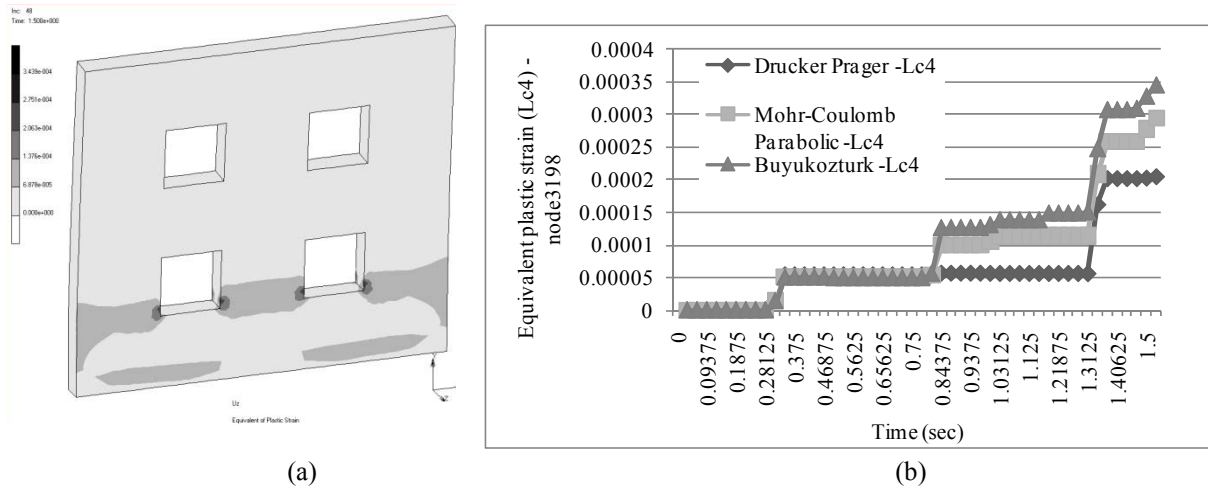 Inc: 48
Time: 1.500e+000
3.439e-004
2.751e-004
2.063e-004
1.375e-004
6.878e-005
0.000e+000
Uz
Equivalent of Plastic Strain
(a)
Equivalent plastic strain (Lc4) -
node3198
0.0004
0.00035
0.0003
0.00025
0.0002
0.00015
0.0001
0.00005
0
Drucker Prager -Lc4
Mohr-Coulomb
Parabolic -Lc4
Buyukozturk -Lc4
0
0.09375
0.1875
0.28125
0.375
0.46875
0.5625
0.65625
0.75
0.84375
0.9375
1.03125
1.125
1.21875
1.3125
1.40625
1.5
Time (sec)
(b)